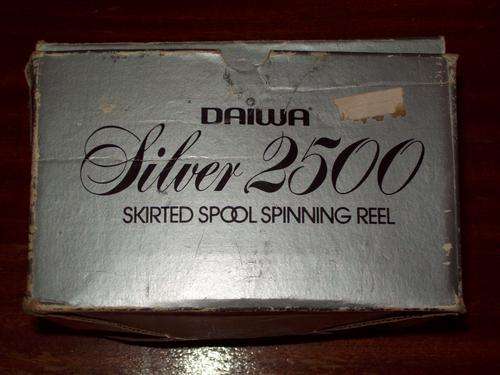 DAIWA
Silver 2500
SKIRTED SPOOL SPINNING REEL